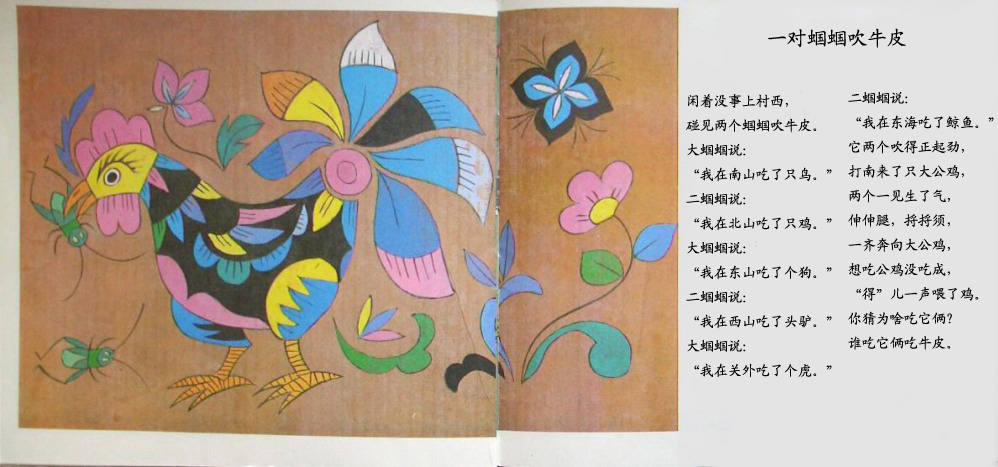 一对蝈蝈吹牛皮
闲着没事上村西，
碰见两个蝈蝈吹牛皮。
大蝈蝈说：
“我在南山吃了只鸟。”
二蝈蝈说：
“我在北山吃了只鸡。”
大蝈蝈说：
“我在东山吃了个狗。”
二蝈蝈说：
“我在西山吃了头驴。”
大蝈蝈说：
“我在关外吃了个虎。”
二蝈蝈说：
“我在东海吃了鲸鱼。”
它两个吹得正起劲，
打南来了只大公鸡，
两个一见生了气，
伸伸腿，捋捋须，
一齐奔向大公鸡，
想吃公鸡没吃成，
“得”儿一声喂了鸡。
你猜为啥吃它俩？
谁吃它俩吃牛皮。